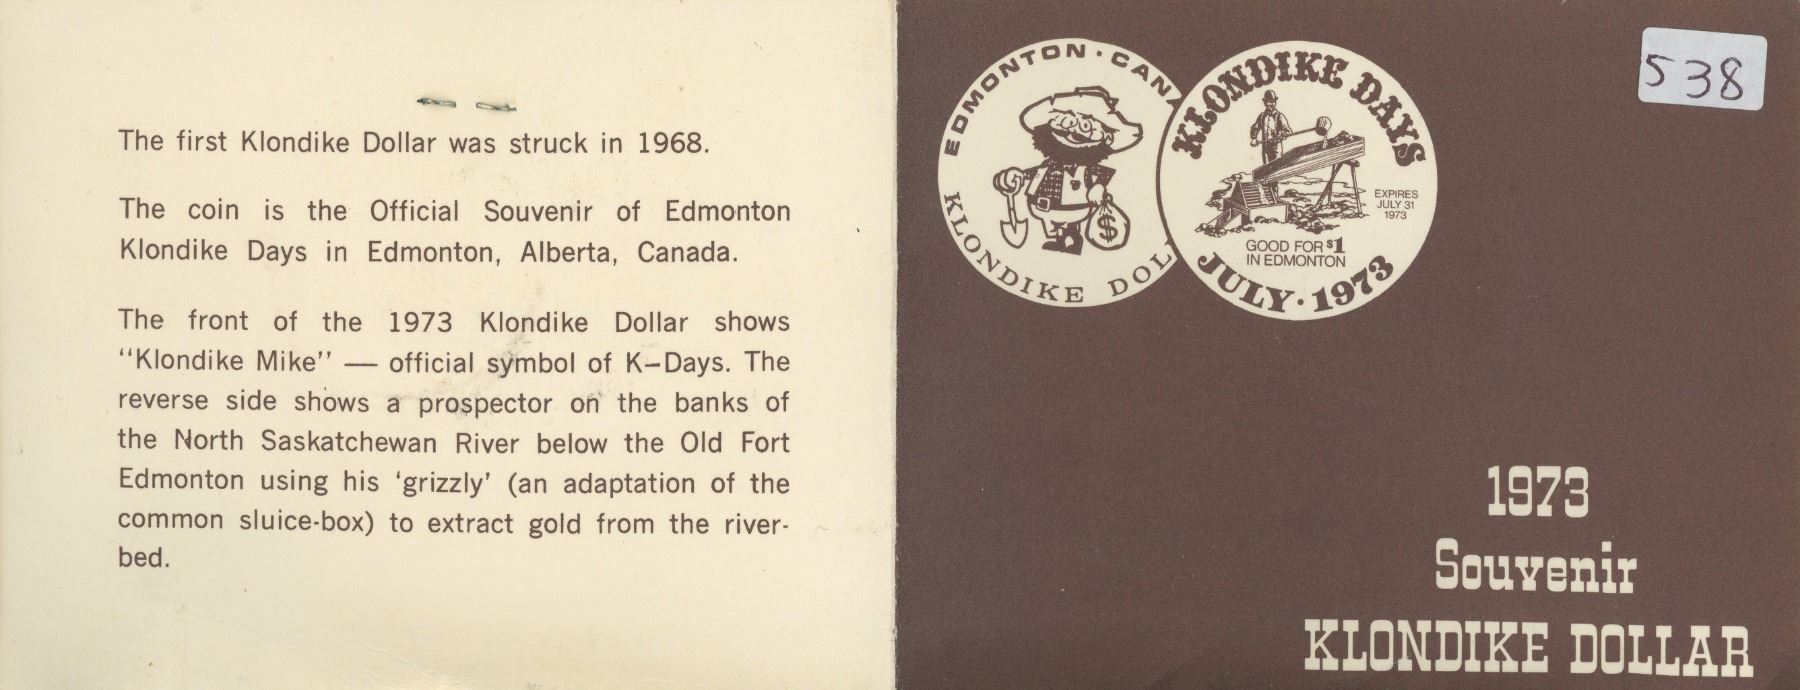 The first Klondike Dollar was struck in 1968.
The coin is the Official Souvenir of Edmonton
Klondike Days in Edmonton, Alberta, Canada.
The front of the 1973 Klondike Dollar shows
“Klondike Mike” — official symbol of K–Days. The
reverse side shows a prospector on the banks of
the North Saskatchewan River below the Old Fort
Edmonton using his ‘grizzly’ (an adaptation of the
common sluice-box) to extract gold from the river-
bed.
EDMONTON · CANA
KLONDIKE DOL
$
KLONDIKE DAYS
EXPIRES
JULY 31
1973
GOOD FOR $1
IN EDMONTON
JULY · 1973
538
1973
Souvenir
KLONDIKE DOLLAR